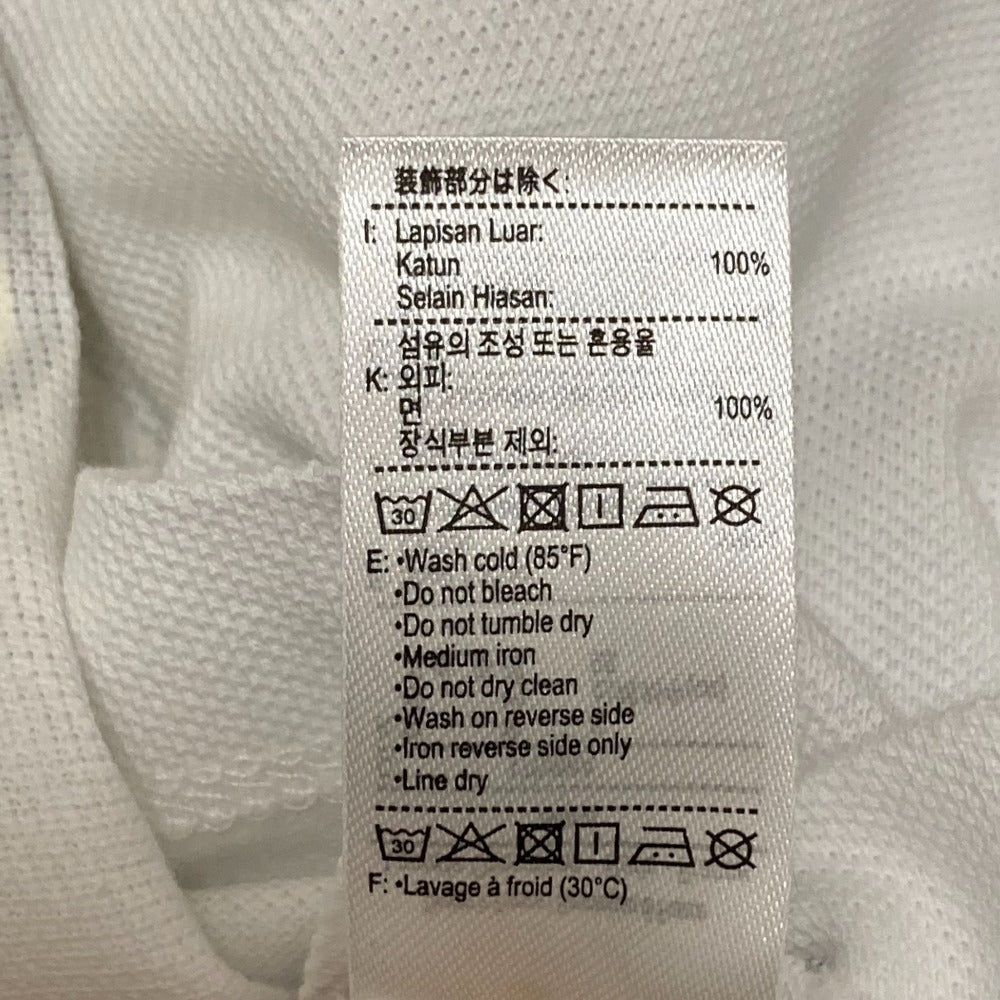 装飾部分は除く:
I: Lapisan Luar:
Katun 100%
Selain Hiasan:
섬유의 조성 또는 혼용율
K: 외피:
면 100%
장식부분 제외:
30
E: •Wash cold (85°F)
•Do not bleach
•Do not tumble dry
•Medium iron
•Do not dry clean
•Wash on reverse side
•Iron reverse side only
•Line dry
30
F: •Lavage à froid (30°C)